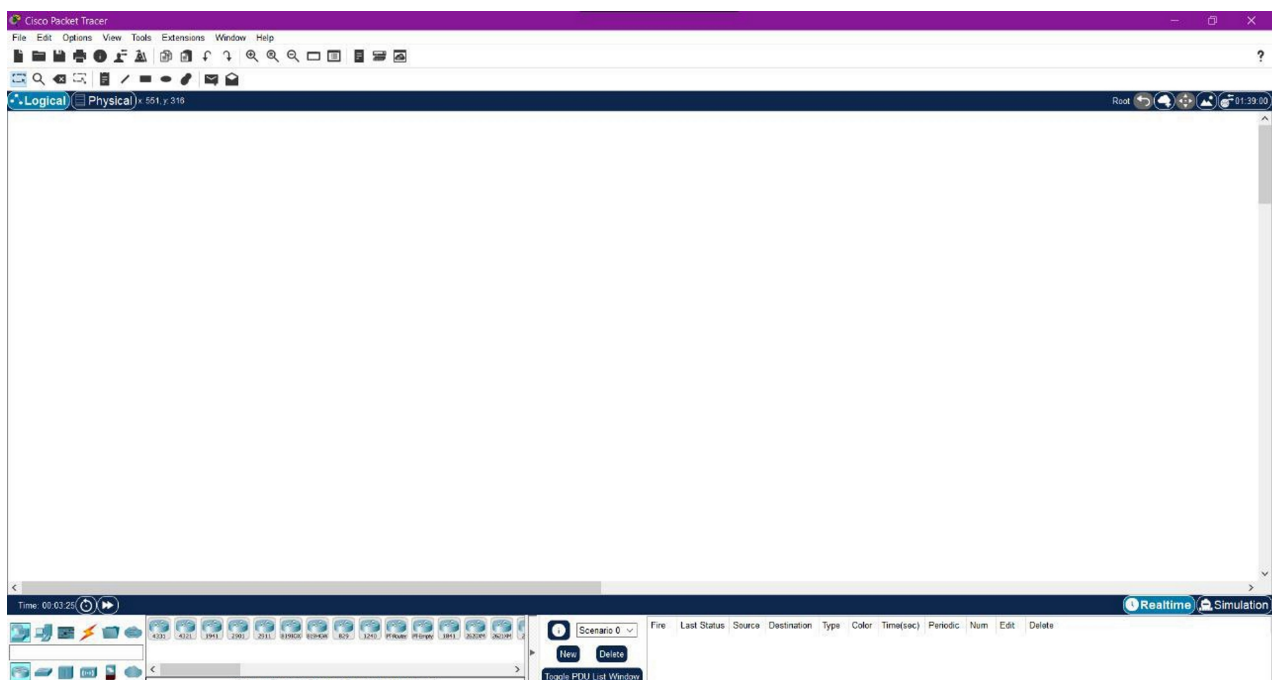 Cisco Packet Tracer
File Edit Options View Tools Extensions Window Help
?
Logical Physical x: 551, y: 316 Root 01:39:00
Time: 00:03:25 Realtime Simulation
4331 4321 1941 2901 2911 819IOX 819HGW 829 1240 PT-Router PT-Empty 1841 2620XM 2621XM
Scenario 0
Fire Last Status Source Destination Type Color Time(sec) Periodic Num Edit Delete
New Delete
Toggle PDU List Window